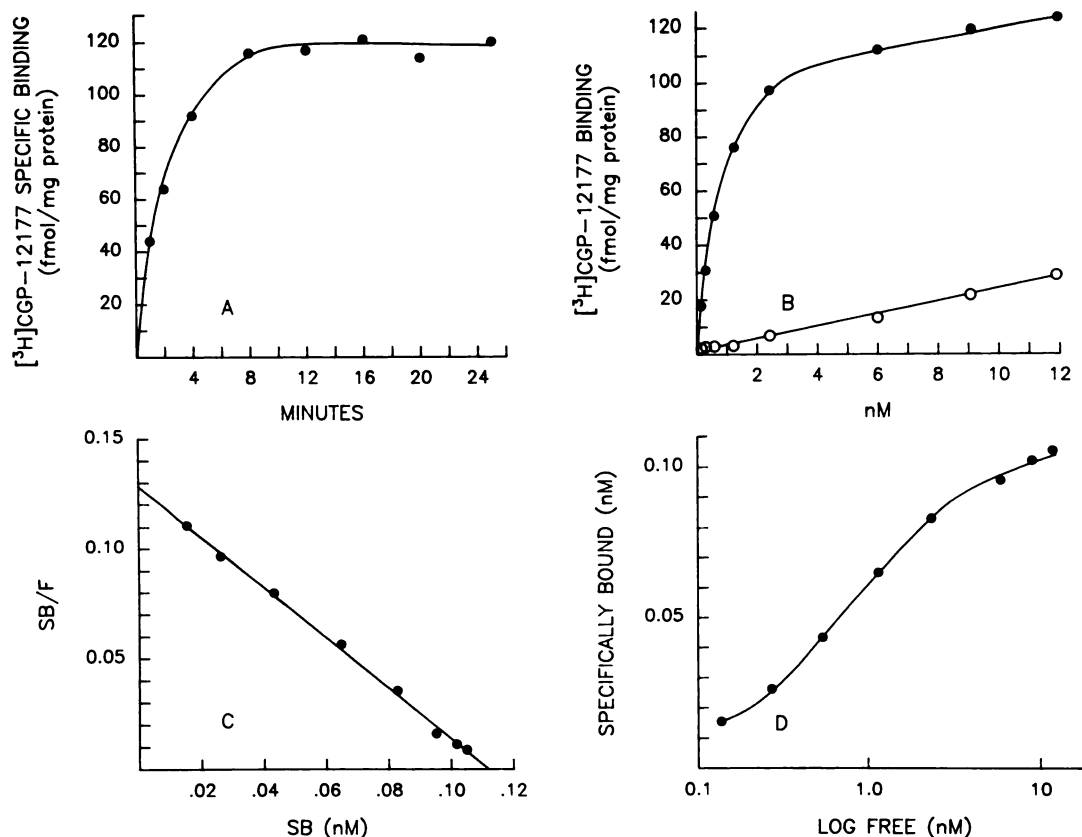 [³H]CGP-12177 SPECIFIC BINDING
(fmol/mg protein)
120
100
80
60
40
20
A
4
8
12
16
20
24
MINUTES
[³H]CGP-12177 BINDING
(fmol/mg protein)
120
100
80
60
40
20
B
2
4
6
8
10
12
nM
SB/F
0.15
0.10
0.05
C
.02
.04
.06
.08
.10
.12
SB (nM)
SPECIFICALLY BOUND (nM)
0.10
0.05
D
0.1
1.0
10
LOG FREE (nM)